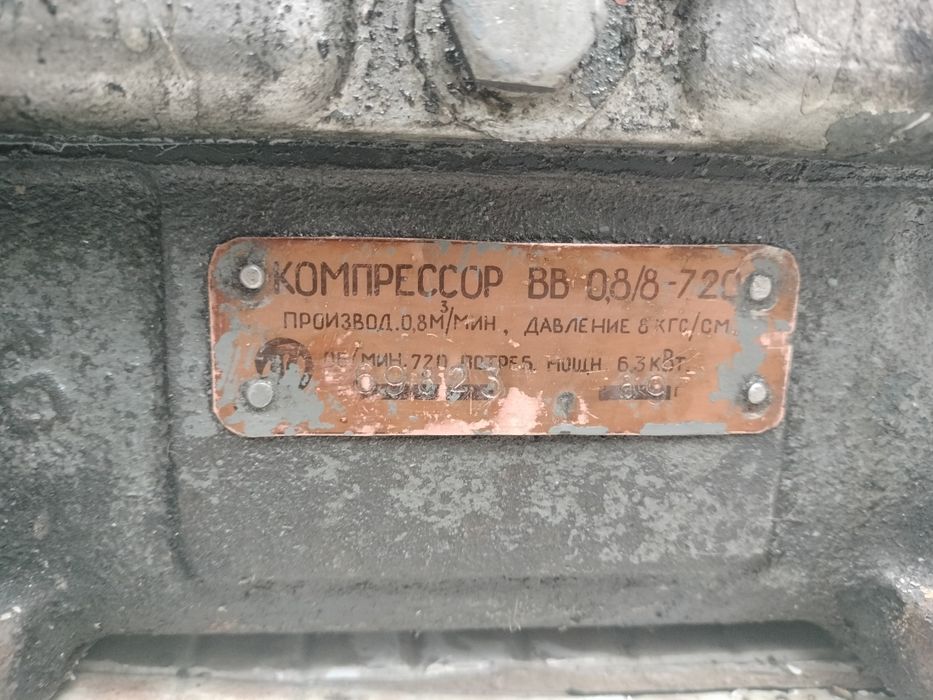 КОМПРЕССОР ВВ 0,8/8-720
ПРОИЗВОД. 0,8М³/МИН, ДАВЛЕНИЕ 8 КГС/СМ
ОБ/МИН. 720 ПОТРЕБ. МОЩН 6,3 КВТ
89г